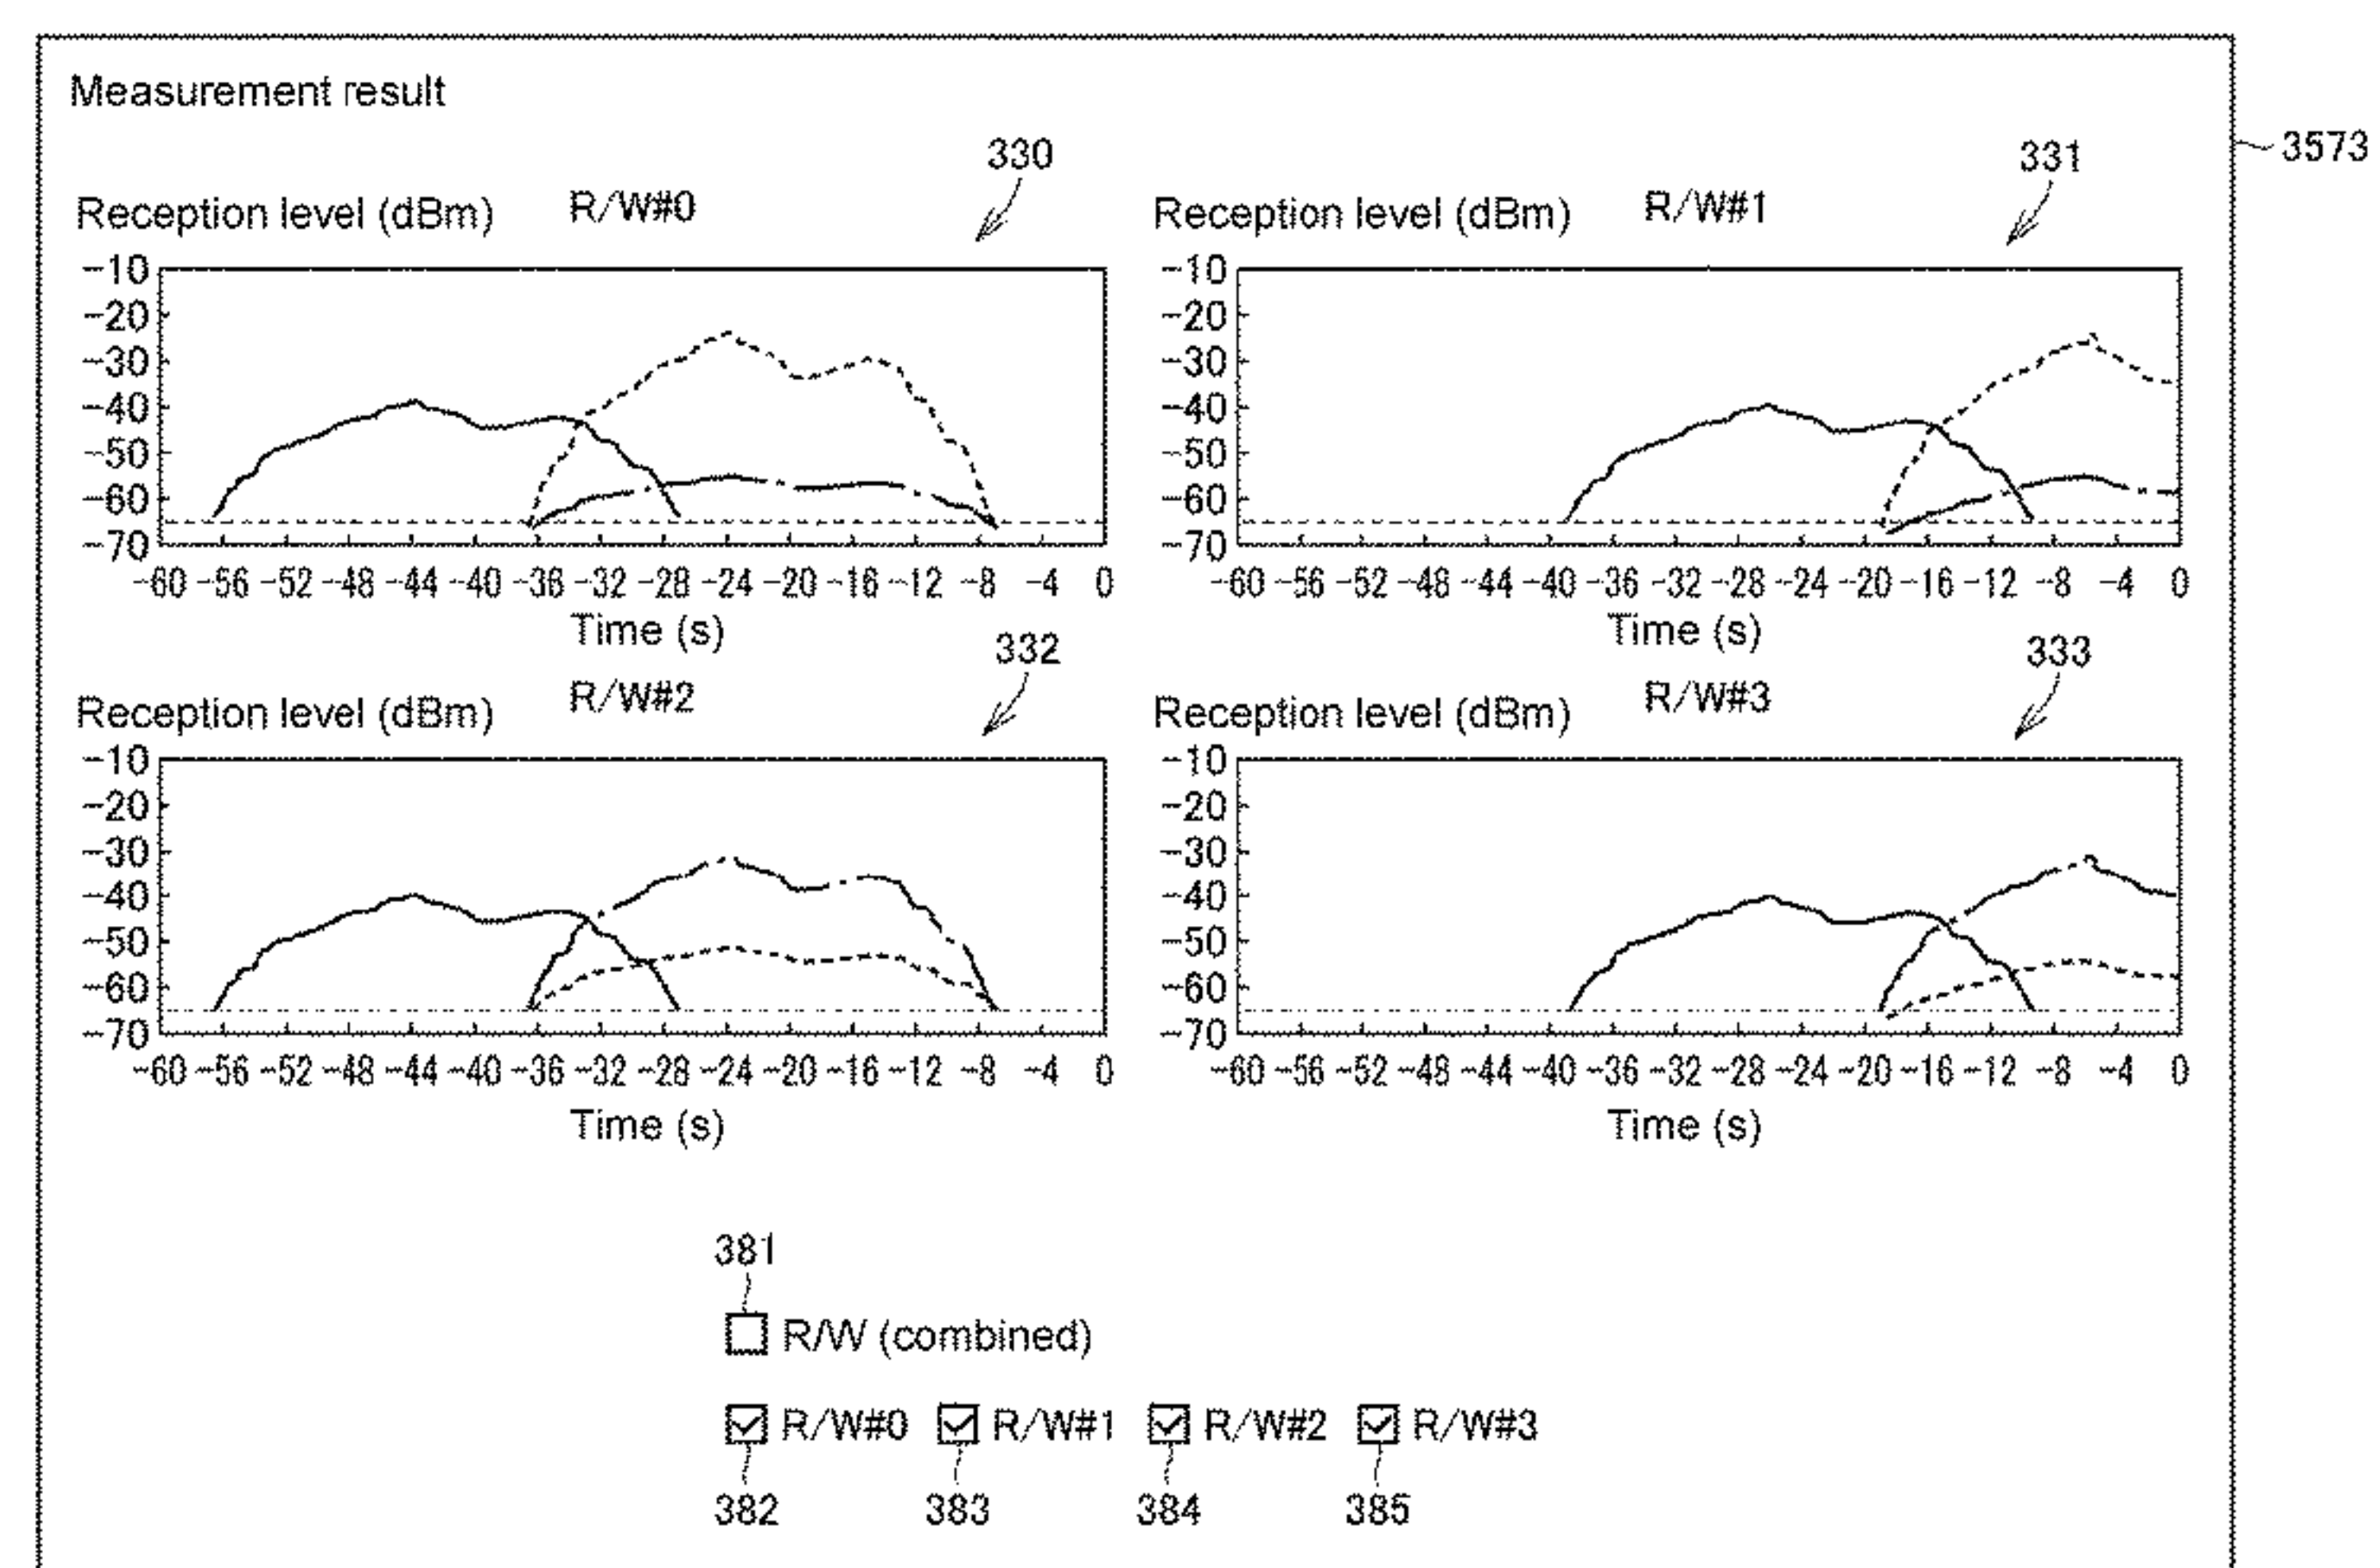 Measurement result
3573
330
331
Reception level (dBm) R/W#0
Reception level (dBm) R/W#1
-10
-20
-30
-40
-50
-60
-70
-60 -56 -52 -48 -44 -40 -36 -32 -28 -24 -20 -16 -12 -8 -4 0
Time (s)
-10
-20
-30
-40
-50
-60
-70
-60 -56 -52 -48 -44 -40 -36 -32 -28 -24 -20 -16 -12 -8 -4 0
Time (s)
332
333
Reception level (dBm) R/W#2
Reception level (dBm) R/W#3
-10
-20
-30
-40
-50
-60
-70
-60 -56 -52 -48 -44 -40 -36 -32 -28 -24 -20 -16 -12 -8 -4 0
Time (s)
-10
-20
-30
-40
-50
-60
-70
-60 -56 -52 -48 -44 -40 -36 -32 -28 -24 -20 -16 -12 -8 -4 0
Time (s)
381
R/W (combined)
R/W#0 R/W#1 R/W#2 R/W#3
382 383 384 385